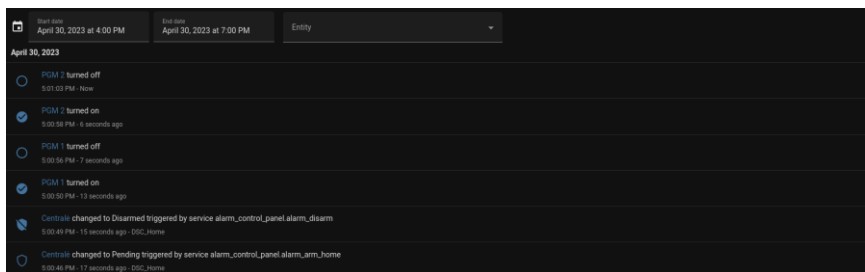 Start date
April 30, 2023 at 4:00 PM
End date
April 30, 2023 at 7:00 PM
Entity
April 30, 2023
PGM 2 turned off
5:01:03 PM - Now
PGM 2 turned on
5:00:58 PM - 6 seconds ago
PGM 1 turned off
5:00:56 PM - 7 seconds ago
PGM 1 turned on
5:00:50 PM - 13 seconds ago
Centrale changed to Disarmed triggered by service alarm_control_panel.alarm_disarm
5:00:49 PM - 15 seconds ago - DSC_Home
Centrale changed to Pending triggered by service alarm_control_panel.alarm_arm_home
5:00:46 PM - 17 seconds ago - DSC_Home